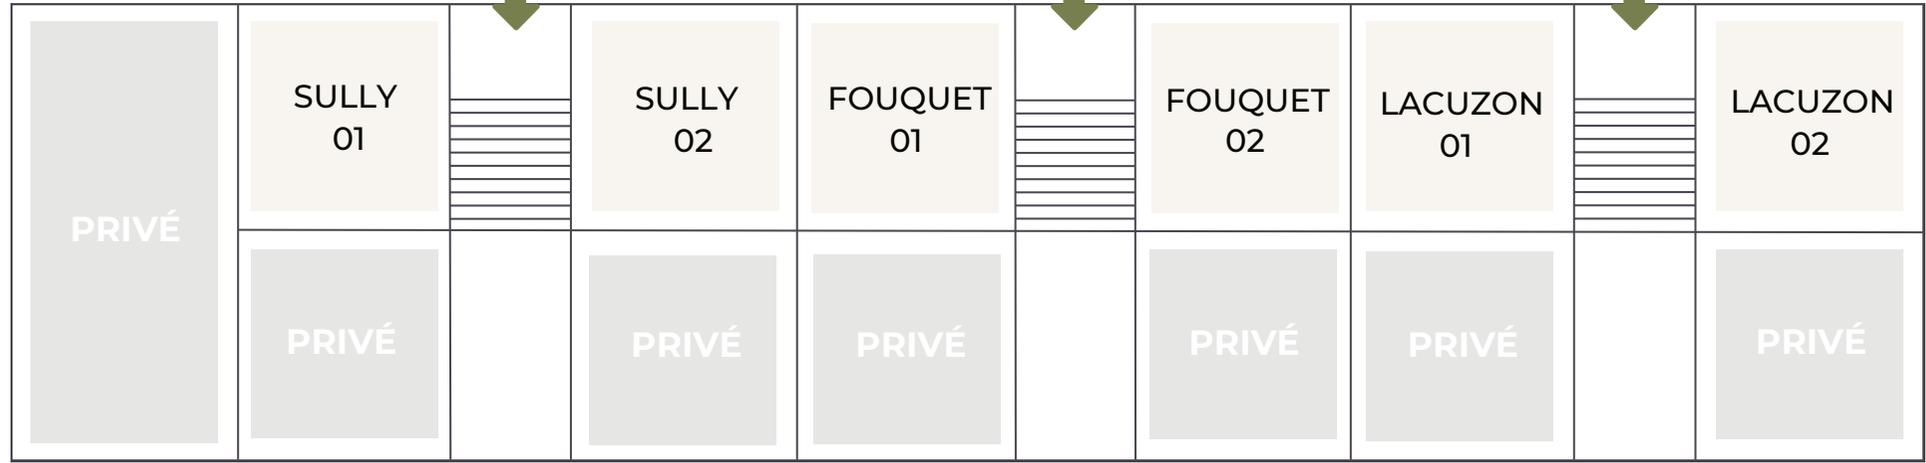 PRIVÉ
SULLY
01
SULLY
02
FOUQUET
01
FOUQUET
02
LACUZON
01
LACUZON
02
PRIVÉ
PRIVÉ
PRIVÉ
PRIVÉ
PRIVÉ
PRIVÉ